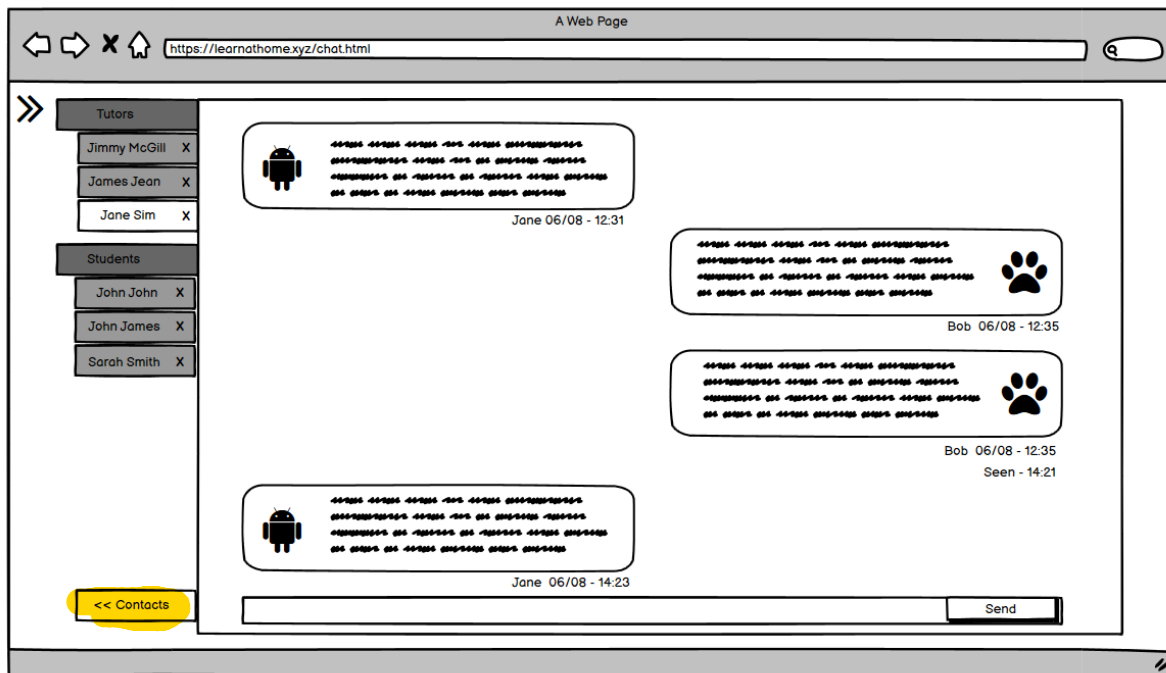 A Web Page
https://learnathome.xyz/chat.html
Tutors
Jimmy McGill X
James Jean X
Jane Sim X
Students
John John X
John James X
Sarah Smith X
<< Contacts
Jane 06/08 - 12:31
Bob 06/08 - 12:35
Bob 06/08 - 12:35
Seen - 14:21
Jane 06/08 - 14:23
Send